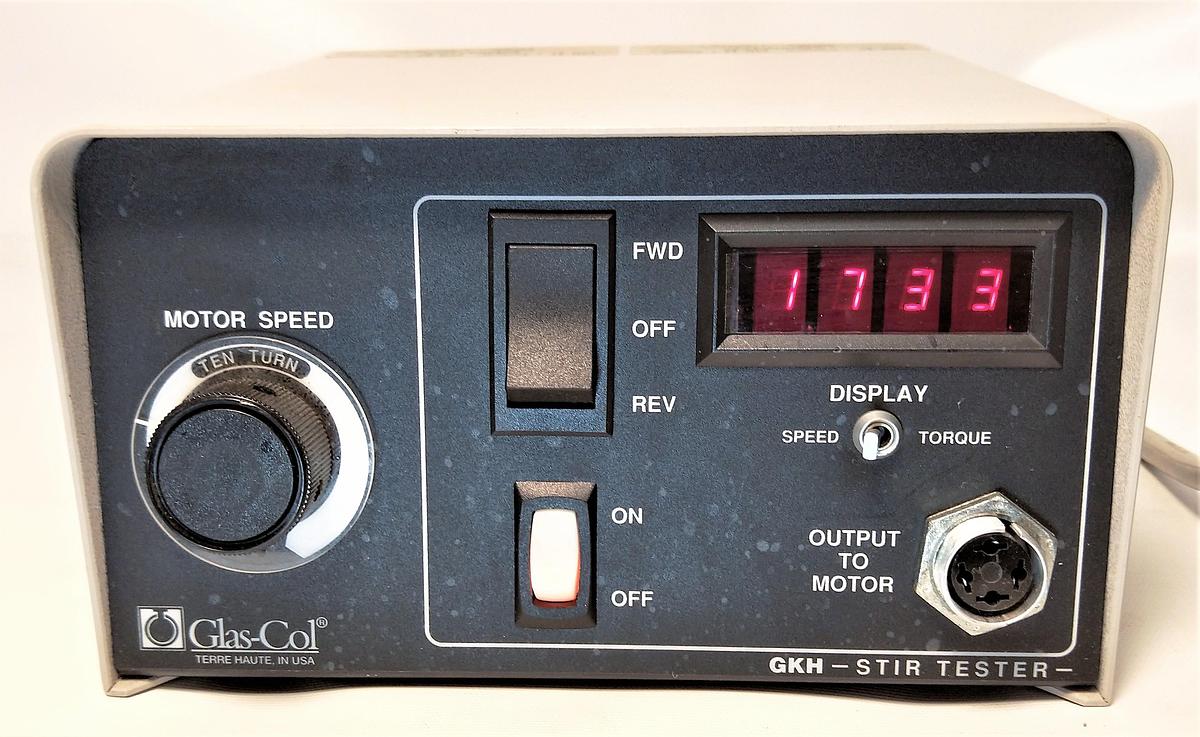 MOTOR SPEED
TEN TURN
Glas-Col®
TERRE HAUTE, IN USA
FWD
OFF
REV
ON
OFF
1733
DISPLAY
SPEED TORQUE
OUTPUT
TO
MOTOR
GKH – STIR TESTER –